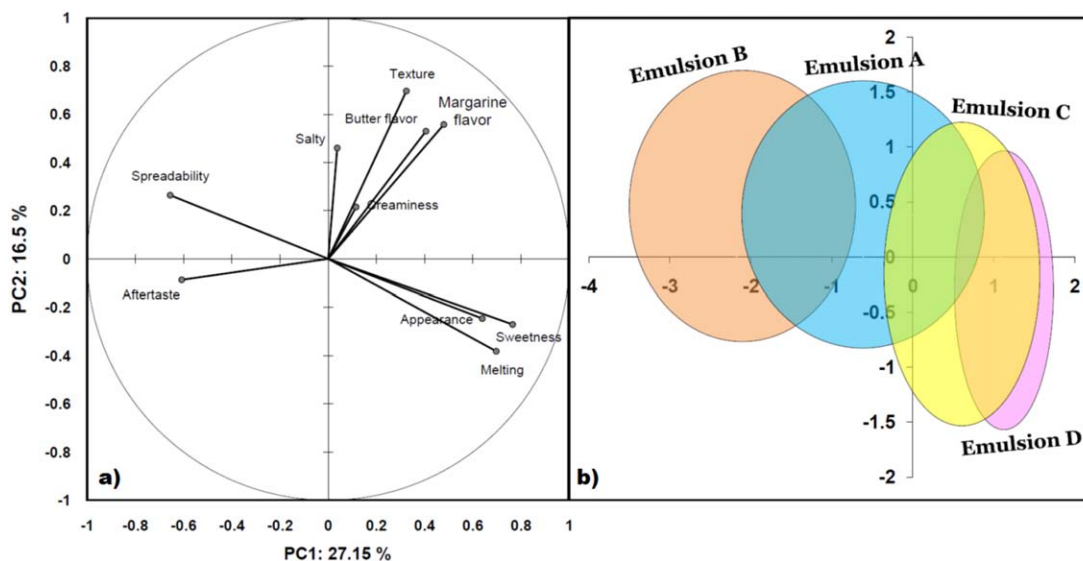 1
0.8
0.6
0.4
0.2
0
-0.2
-0.4
-0.6
-0.8
-1
PC2: 16.5 %
Texture
Margarine
flavor
Butter flavor
Salty
Spreadability
Creaminess
Aftertaste
Appearance
Sweetness
Melting
a)
-1 -0.8 -0.6 -0.4 -0.2 0 0.2 0.4 0.6 0.8 1
PC1: 27.15 %
Emulsion B
Emulsion A
Emulsion C
Emulsion D
2
1.5
1
0.5
0
-0.5
-1
-1.5
-2
-4 -3 -2 -1 0 1 2
b)